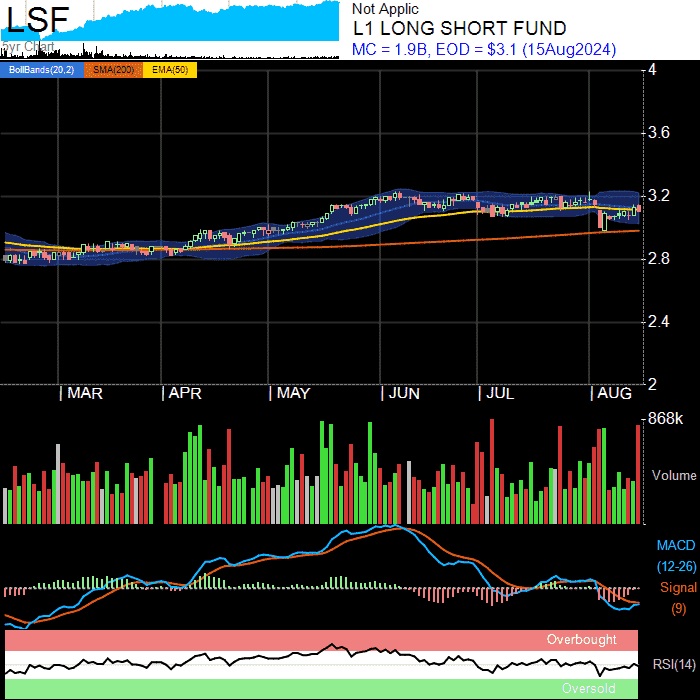 LSF
5yr Chart
Not Applic
L1 LONG SHORT FUND
MC = 1.9B, EOD = $3.1 (15Aug2024)
BollBands(20,2) SMA(200) EMA(50)
4
3.6
3.2
2.8
2.4
2
MAR APR MAY JUN JUL AUG
868k
Volume
MACD
(12-26)
Signal
(9)
Overbought
RSI(14)
Oversold